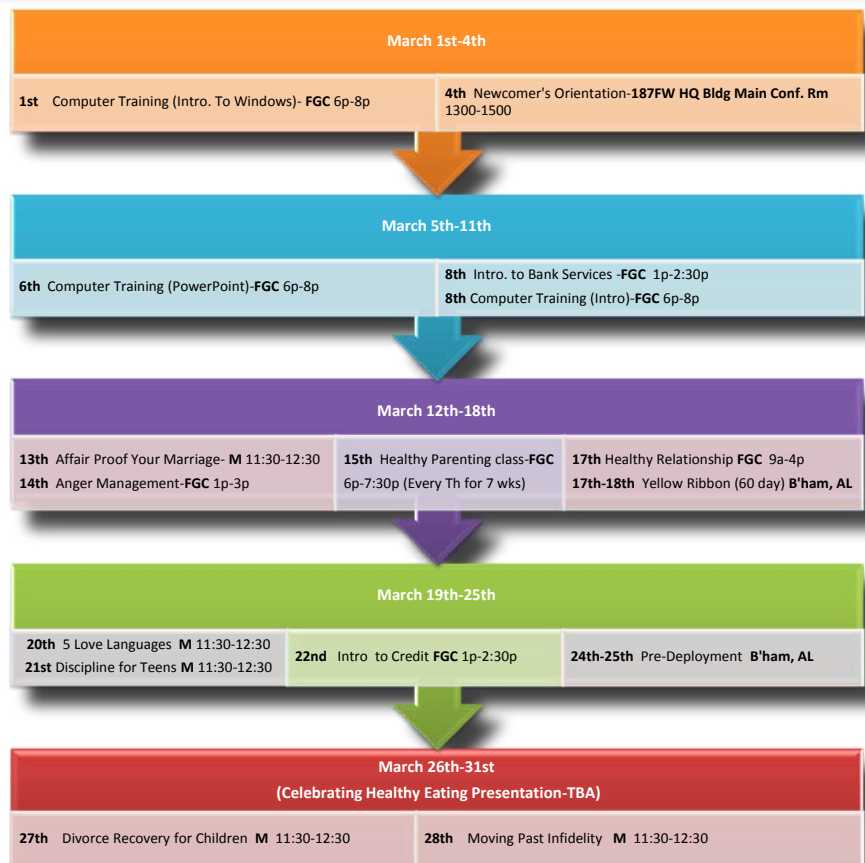 March 1st-4th
1st Computer Training (Intro. To Windows)- FGC 6p-8p
4th Newcomer's Orientation-187FW HQ Bldg Main Conf. Rm
1300-1500
March 5th-11th
6th Computer Training (PowerPoint)-FGC 6p-8p
8th Intro. to Bank Services -FGC 1p-2:30p
8th Computer Training (Intro)-FGC 6p-8p
March 12th-18th
13th Affair Proof Your Marriage- M 11:30-12:30
14th Anger Management-FGC 1p-3p
15th Healthy Parenting class-FGC
6p-7:30p (Every Th for 7 wks)
17th Healthy Relationship FGC 9a-4p
17th-18th Yellow Ribbon (60 day) B'ham, AL
March 19th-25th
20th 5 Love Languages M 11:30-12:30
21st Discipline for Teens M 11:30-12:30
22nd Intro to Credit FGC 1p-2:30p
24th-25th Pre-Deployment B'ham, AL
March 26th-31st
(Celebrating Healthy Eating Presentation-TBA)
27th Divorce Recovery for Children M 11:30-12:30
28th Moving Past Infidelity M 11:30-12:30